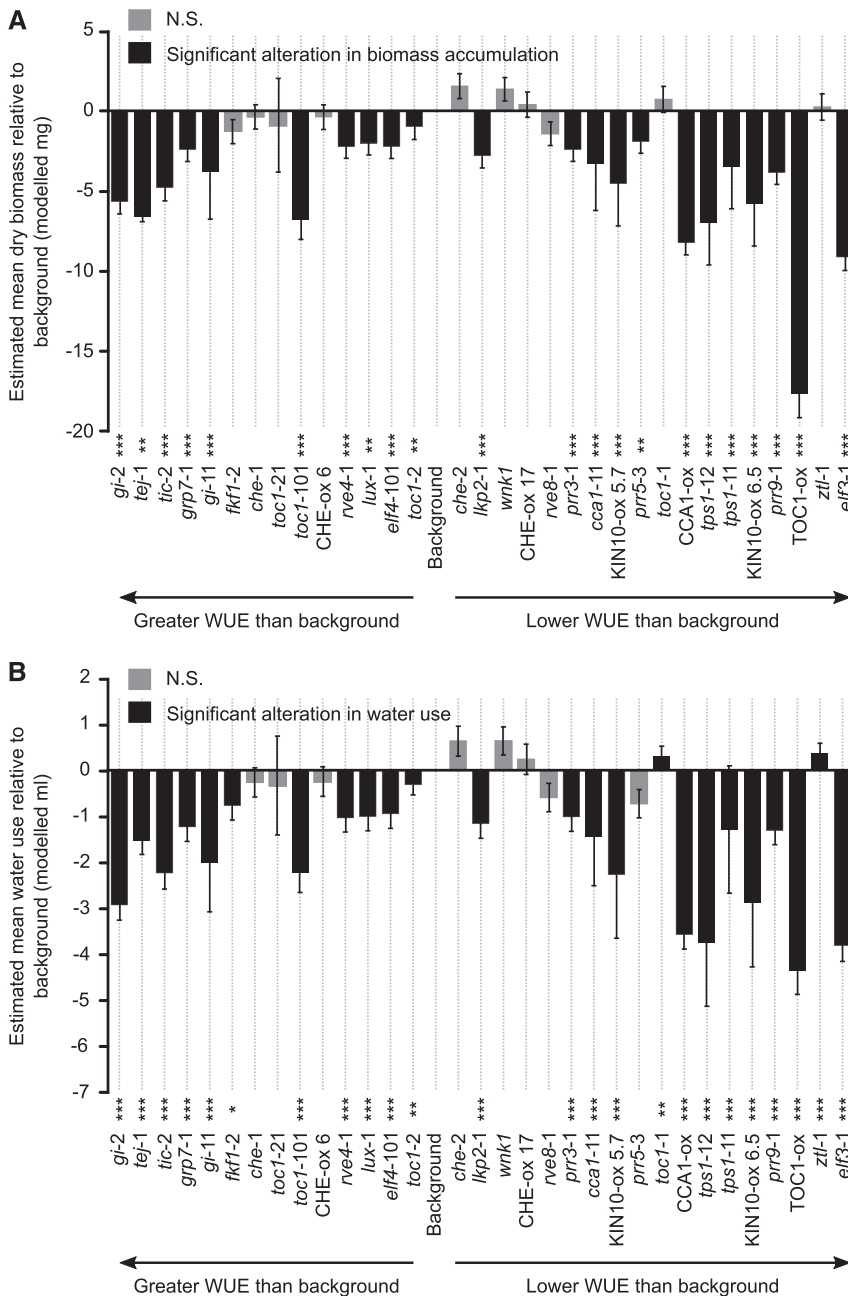 A
N.S.
Significant alteration in biomass accumulation
Estimated mean dry biomass relative to
background (modelled mg)
5
0
-5
-10
-15
-20
*** ** *** *** *** *** *** ** *** ** *** *** *** *** ** *** *** *** *** *** *** ***
gi-2
tej-1
tic-2
grp7-1
gi-11
fkf1-2
che-1
toc1-21
toc1-101
CHE-ox 6
rve4-1
lux-1
elf4-101
toc1-2
Background
che-2
lkp2-1
wnk1
CHE-ox 17
rve8-1
prr3-1
cca1-11
KIN10-ox 5.7
prr5-3
toc1-1
CCA1-ox
tps1-12
tps1-11
KIN10-ox 6.5
prr9-1
TOC1-ox
ztl-1
elf3-1
Greater WUE than background
Lower WUE than background
B
N.S.
Significant alteration in water use
Estimated mean water use relative to
background (modelled ml)
2
1
0
-1
-2
-3
-4
-5
-6
-7
*** *** *** *** *** * *** *** *** *** ** *** *** *** *** ** *** *** *** *** *** *** *** ***
gi-2
tej-1
tic-2
grp7-1
gi-11
fkf1-2
che-1
toc1-21
toc1-101
CHE-ox 6
rve4-1
lux-1
elf4-101
toc1-2
Background
che-2
lkp2-1
wnk1
CHE-ox 17
rve8-1
prr3-1
cca1-11
KIN10-ox 5.7
prr5-3
toc1-1
CCA1-ox
tps1-12
tps1-11
KIN10-ox 6.5
prr9-1
TOC1-ox
ztl-1
elf3-1
Greater WUE than background
Lower WUE than background